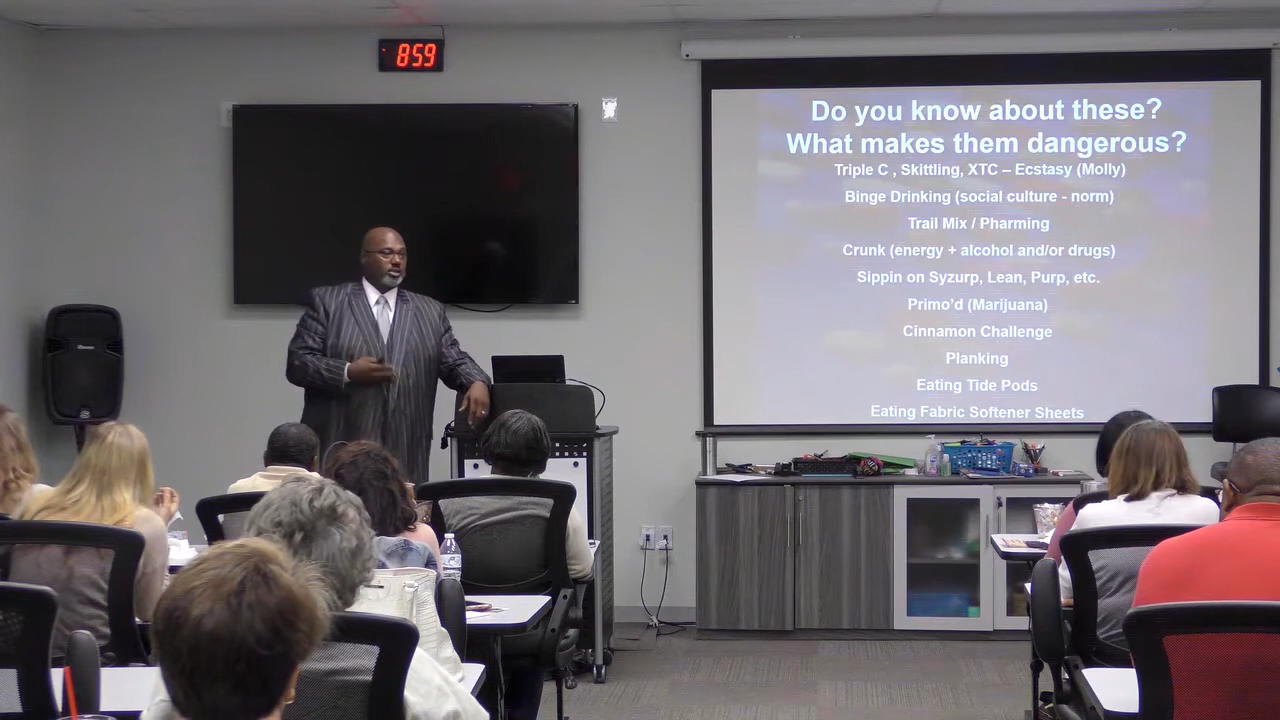 8:59
Do you know about these?
What makes them dangerous?
Triple C , Skittling, XTC – Ecstasy (Molly)
Binge Drinking (social culture - norm)
Trail Mix / Pharming
Crunk (energy + alcohol and/or drugs)
Sippin on Syzurp, Lean, Purp, etc.
Primo’d (Marijuana)
Cinnamon Challenge
Planking
Eating Tide Pods
Eating Fabric Softener Sheets